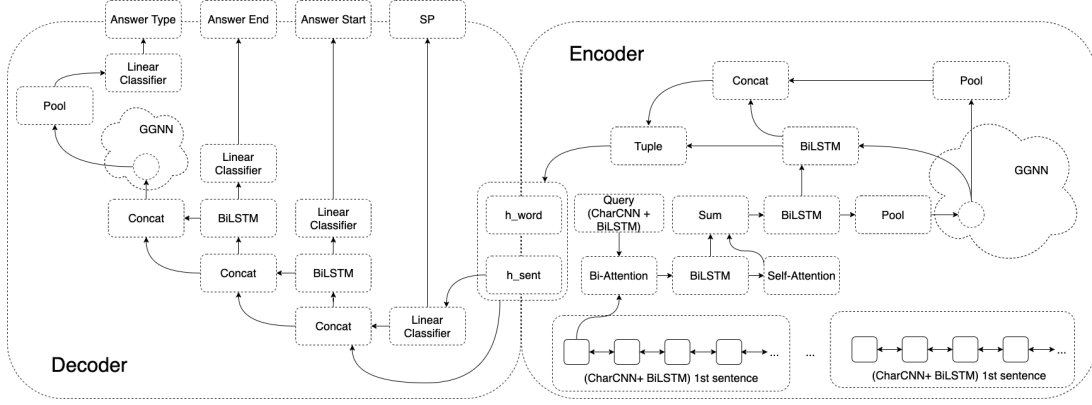 Answer Type
Answer End
Answer Start
SP
Encoder
Linear
Classifier
Concat
Pool
Pool
GGNN
Tuple
BiLSTM
GGNN
Linear
Classifier
Query
(CharCNN +
BiLSTM)
h_word
Concat
BiLSTM
Linear
Classifier
Sum
BiLSTM
Pool
Concat
BiLSTM
h_sent
Bi-Attention
BiLSTM
Self-Attention
Concat
Linear
Classifier
Decoder
...
...
...
(CharCNN+ BiLSTM) 1st sentence
(CharCNN+ BiLSTM) 1st sentence